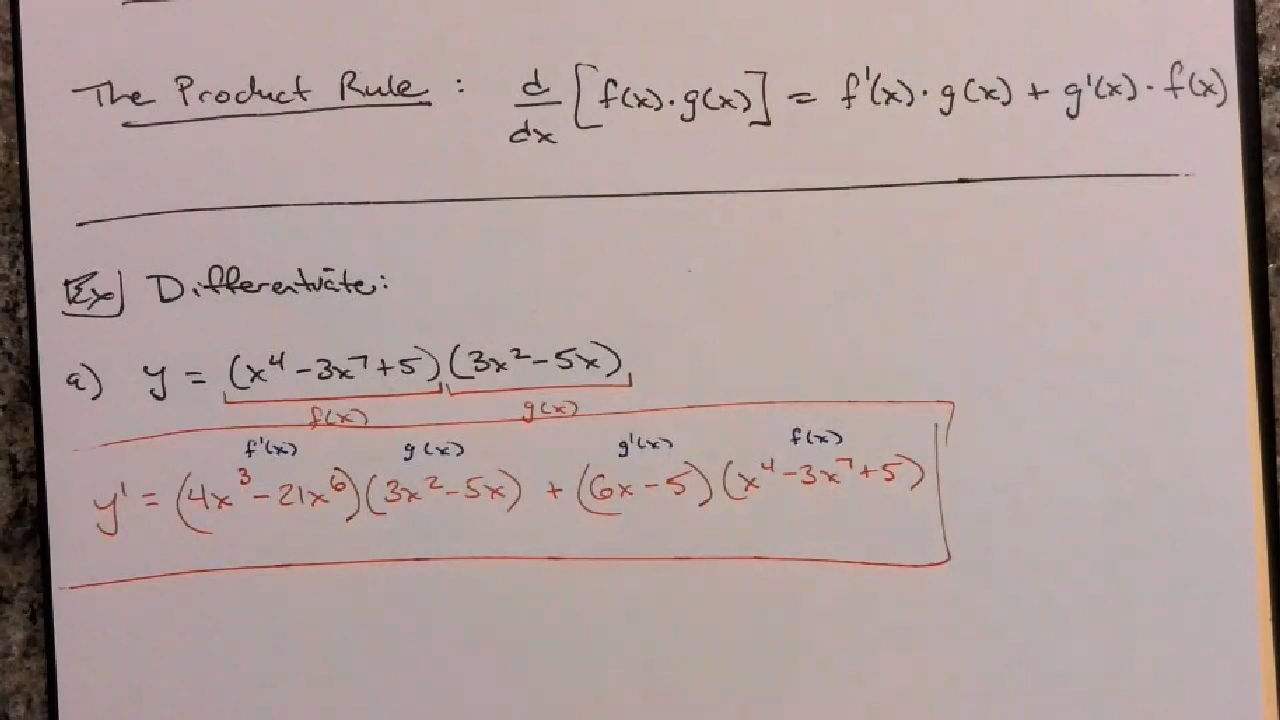 The Product Rule : d/dx [f(x)·g(x)] = f'(x)·g(x) + g'(x)·f(x)
Ex] Differentiate:
a) y = (x⁴ - 3x⁷ + 5)(3x² - 5x)
f(x) g(x)
f'(x) g(x) g'(x) f(x)
y' = (4x³ - 21x⁶)(3x² - 5x) + (6x - 5)(x⁴ - 3x⁷ + 5)